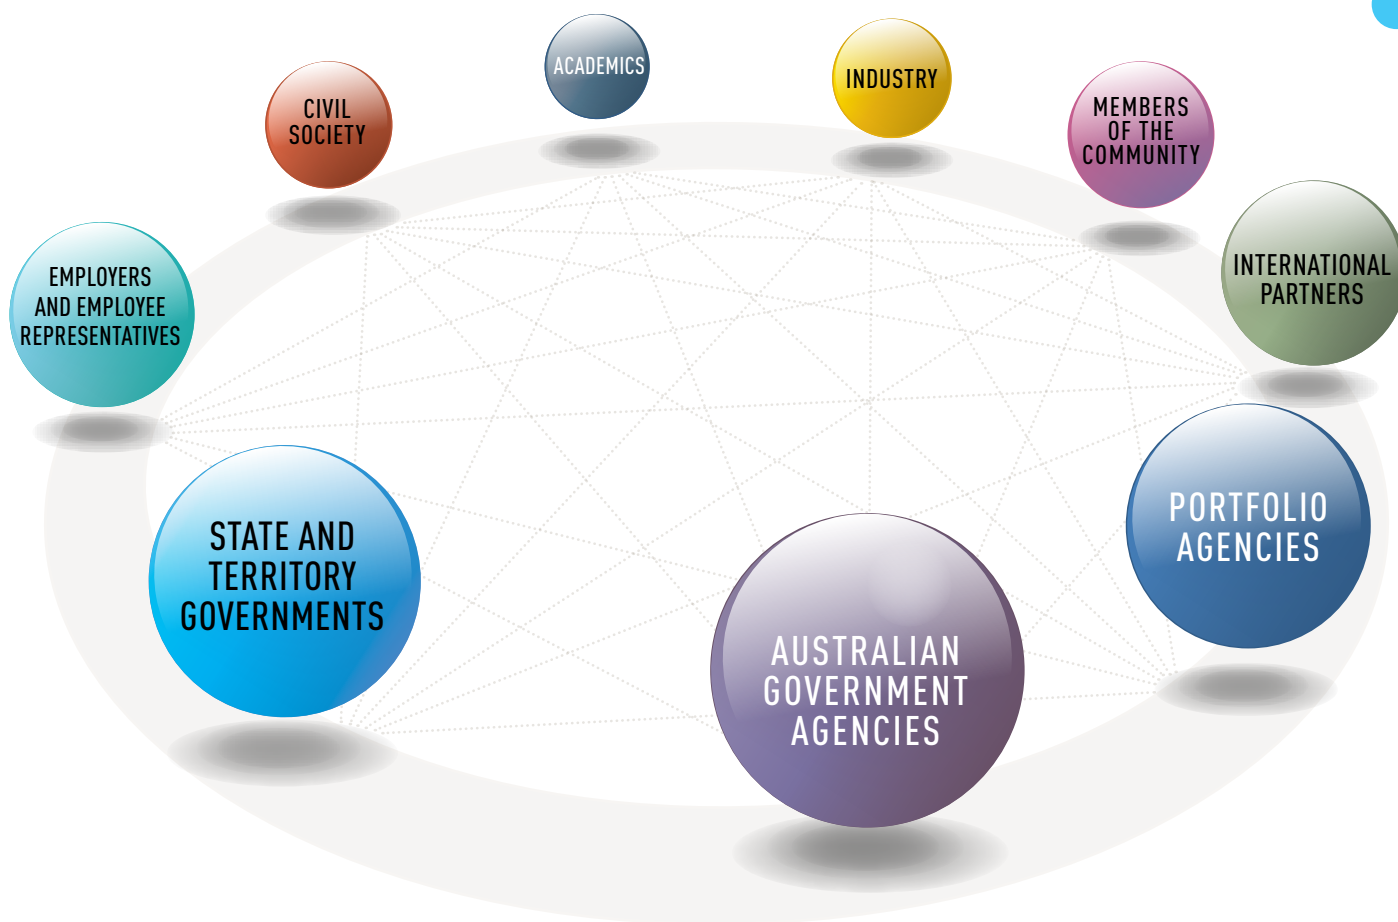 ACADEMICS
INDUSTRY
CIVIL
SOCIETY
MEMBERS
OF THE
COMMUNITY
INTERNATIONAL
PARTNERS
EMPLOYERS
AND EMPLOYEE
REPRESENTATIVES
PORTFOLIO
AGENCIES
STATE AND
TERRITORY
GOVERNMENTS
AUSTRALIAN
GOVERNMENT
AGENCIES